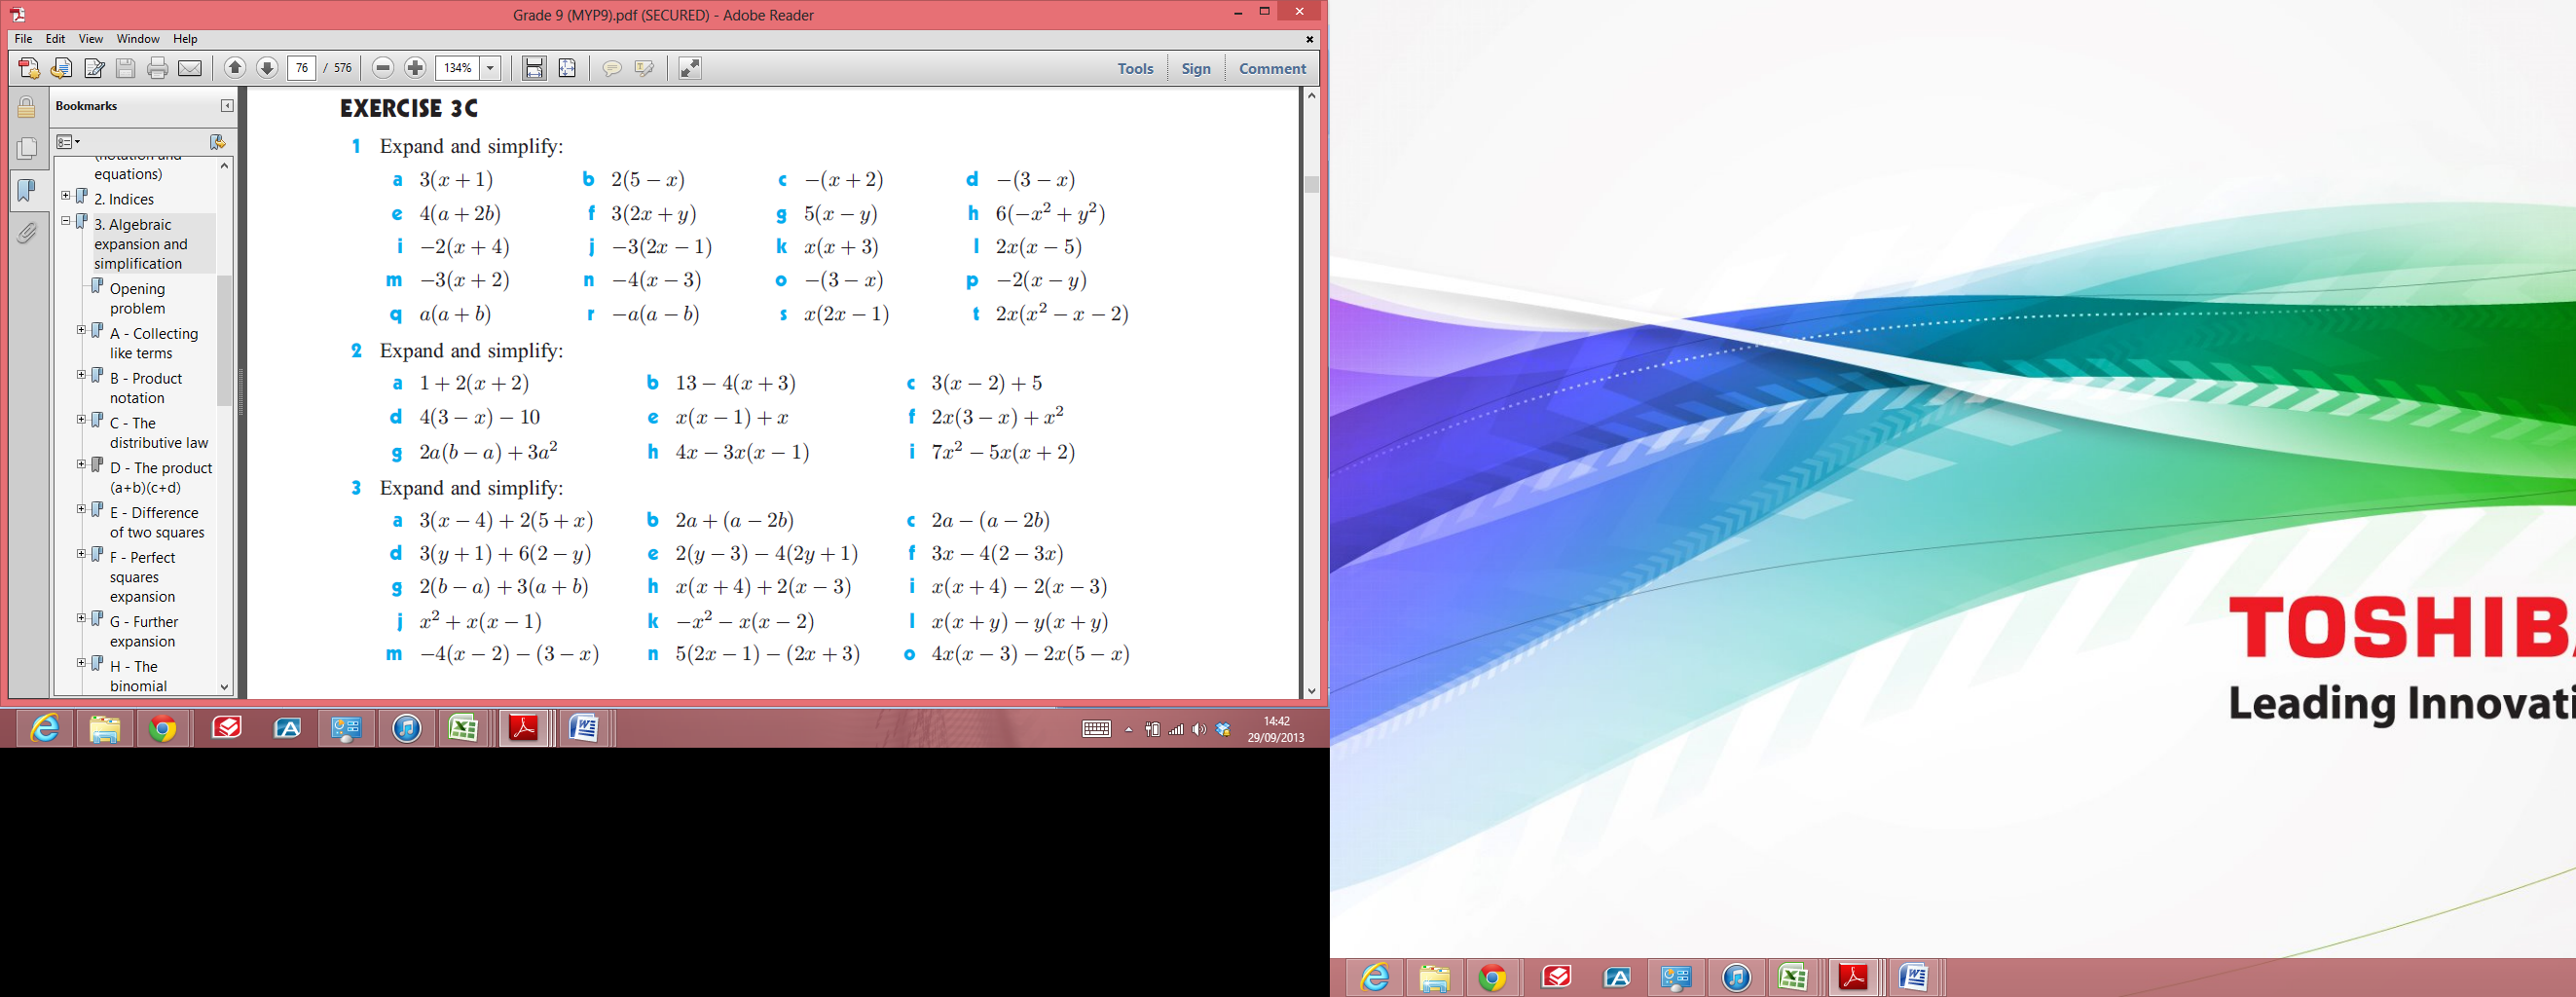 Grade 9 (MYP9).pdf (SECURED) - Adobe Reader
File Edit View Window Help
76 / 576 134% Tools Sign Comment
Bookmarks
(notation and
equations)
2. Indices
3. Algebraic
expansion and
simplification
Opening
problem
A - Collecting
like terms
B - Product
notation
C - The
distributive law
D - The product
(a+b)(c+d)
E - Difference
of two squares
F - Perfect
squares
expansion
G - Further
expansion
H - The
binomial
EXERCISE 3C
1 Expand and simplify:
a 3(x + 1) b 2(5 − x) c −(x + 2) d −(3 − x)
e 4(a + 2b) f 3(2x + y) g 5(x − y) h 6(−x² + y²)
i −2(x + 4) j −3(2x − 1) k x(x + 3) l 2x(x − 5)
m −3(x + 2) n −4(x − 3) o −(3 − x) p −2(x − y)
q a(a + b) r −a(a − b) s x(2x − 1) t 2x(x² − x − 2)
2 Expand and simplify:
a 1 + 2(x + 2) b 13 − 4(x + 3) c 3(x − 2) + 5
d 4(3 − x) − 10 e x(x − 1) + x f 2x(3 − x) + x²
g 2a(b − a) + 3a² h 4x − 3x(x − 1) i 7x² − 5x(x + 2)
3 Expand and simplify:
a 3(x − 4) + 2(5 + x) b 2a + (a − 2b) c 2a − (a − 2b)
d 3(y + 1) + 6(2 − y) e 2(y − 3) − 4(2y + 1) f 3x − 4(2 − 3x)
g 2(b − a) + 3(a + b) h x(x + 4) + 2(x − 3) i x(x + 4) − 2(x − 3)
j x² + x(x − 1) k −x² − x(x − 2) l x(x + y) − y(x + y)
m −4(x − 2) − (3 − x) n 5(2x − 1) − (2x + 3) o 4x(x − 3) − 2x(5 − x)
14:42
29/09/2013
TOSHIBA
Leading Innovati